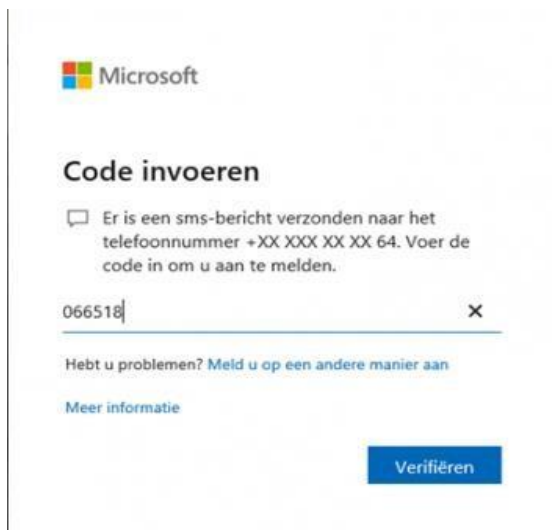 Microsoft
Code invoeren
Er is een sms-bericht verzonden naar het
telefoonnummer +XX XXX XX XX 64. Voer de
code in om u aan te melden.
066518
Hebt u problemen? Meld u op een andere manier aan
Meer informatie
Verifiëren